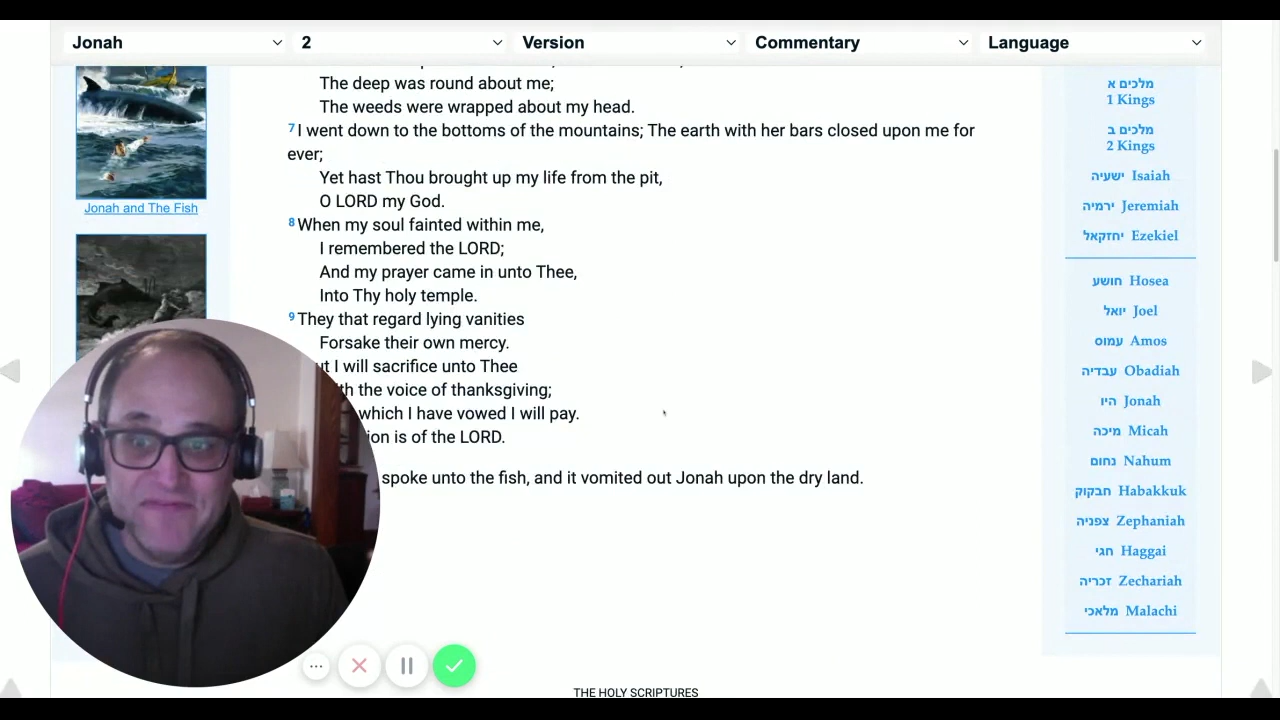 Jonah
2
Version
Commentary
Language
Jonah and The Fish
The deep was round about me;
The weeds were wrapped about my head.
7 I went down to the bottoms of the mountains; The earth with her bars closed upon me for
ever;
Yet hast Thou brought up my life from the pit,
O LORD my God.
8 When my soul fainted within me,
I remembered the LORD;
And my prayer came in unto Thee,
Into Thy holy temple.
9 They that regard lying vanities
Forsake their own mercy.
I will sacrifice unto Thee
the voice of thanksgiving;
which I have vowed I will pay.
is of the LORD.
spoke unto the fish, and it vomited out Jonah upon the dry land.
THE HOLY SCRIPTURES
מלכים א
1 Kings
מלכים ב
2 Kings
ישעיה Isaiah
ירמיה Jeremiah
יחזקאל Ezekiel
הושע Hosea
יואל Joel
עמוס Amos
עבדיה Obadiah
היו Jonah
מיכה Micah
נחום Nahum
חבקוק Habakkuk
צפניה Zephaniah
חגי Haggai
זכריה Zechariah
מלאכי Malachi